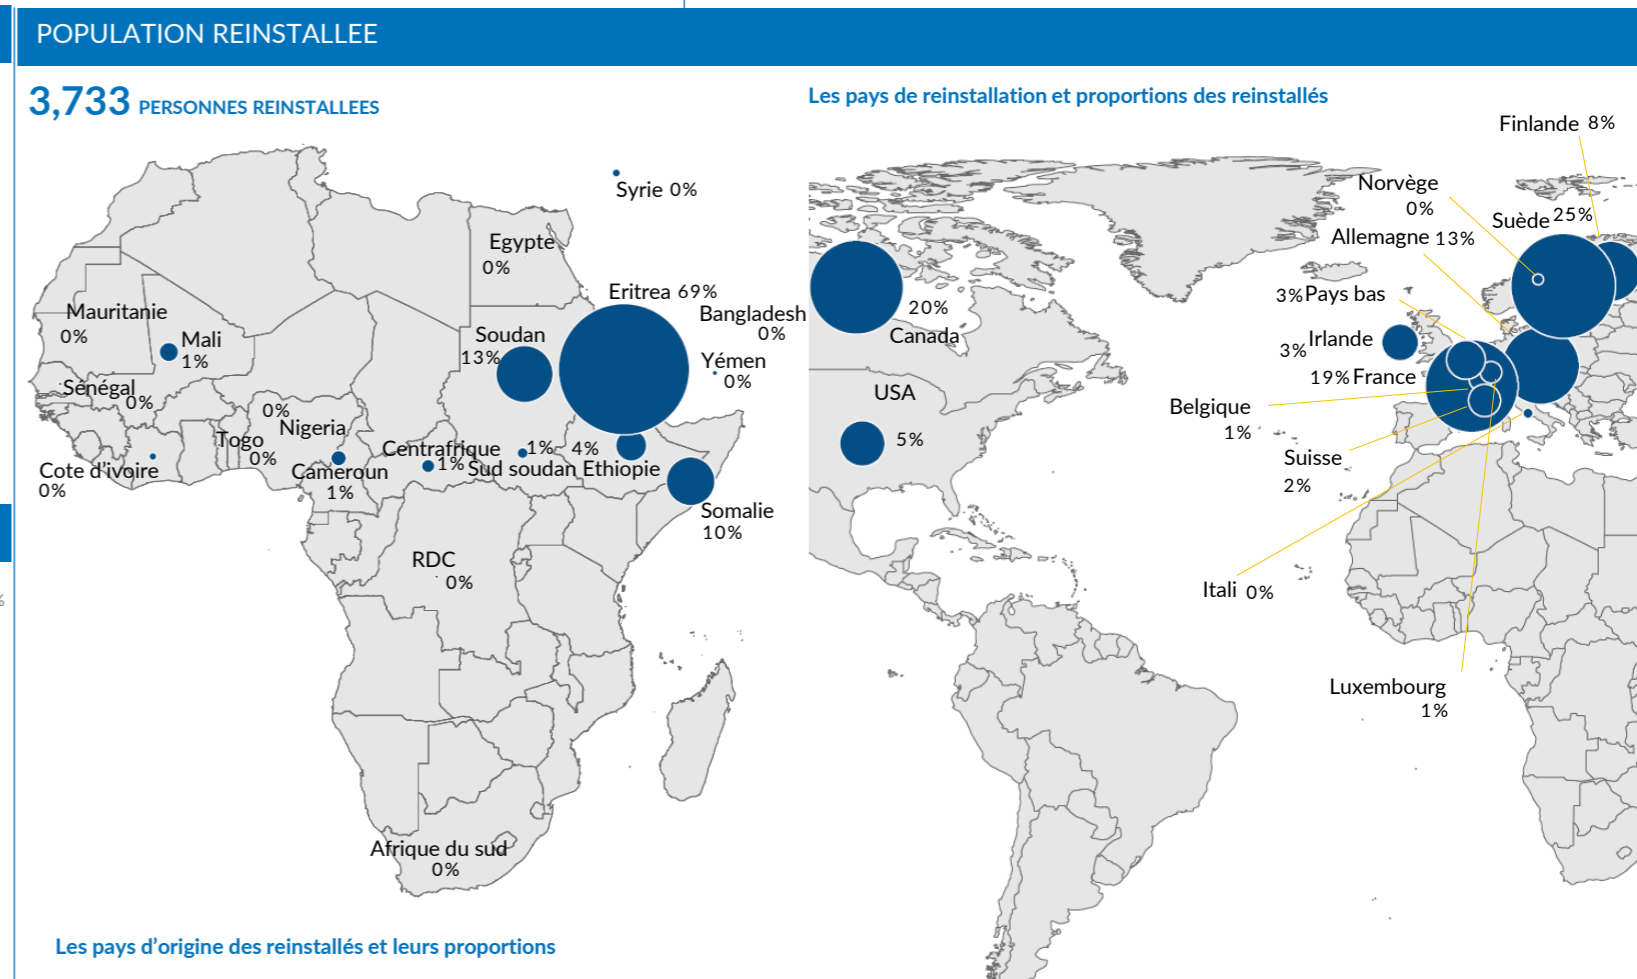 POPULATION REINSTALLEE
3,733 PERSONNES REINSTALLEES
Syrie 0%
Egypte
0%
Eritrea 69%
Bangladesh
0%
Mauritanie
0%
Mali
1%
Soudan
13%
Yémen
0%
Sénégal
0%
0%
Nigeria
Togo
0%
Centrafrique
1%
1%
Sud soudan
4%
Ethiopie
Cote d'ivoire
0%
Cameroun
1%
Somalie
10%
RDC
0%
Afrique du sud
0%
Les pays d'origine des reinstallés et leurs proportions
Les pays de reinstallation et proportions des reinstallés
Finlande 8%
Norvège
0%
Suède 25%
Allemagne 13%
3% Pays bas
20%
Canada
3% Irlande
19% France
USA
5%
Belgique
1%
Suisse
2%
Itali 0%
Luxembourg
1%
%